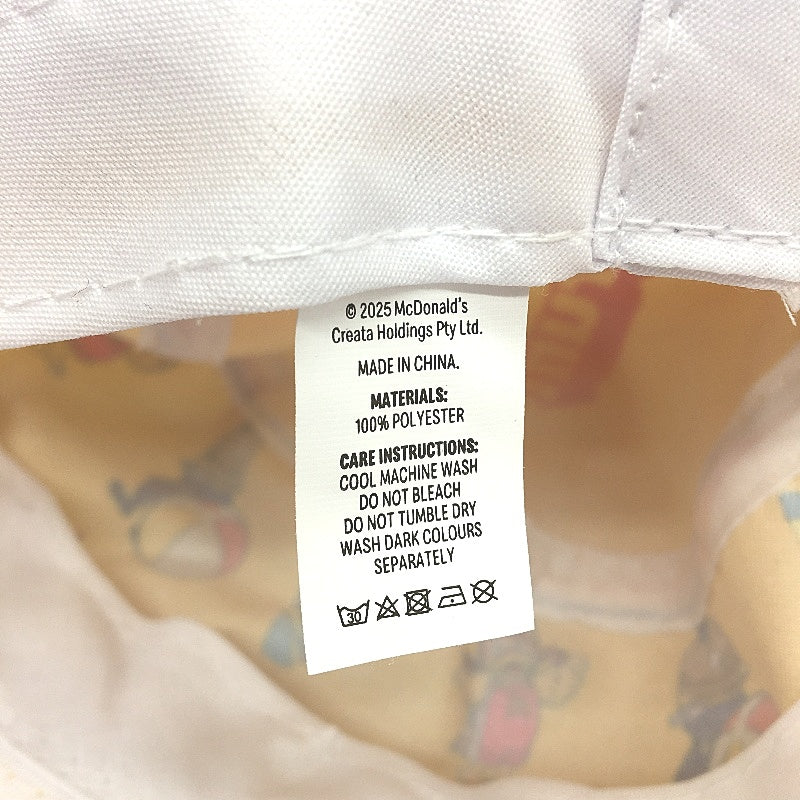 © 2025 McDonald's
Creata Holdings Pty Ltd.
MADE IN CHINA.
MATERIALS:
100% POLYESTER
CARE INSTRUCTIONS:
COOL MACHINE WASH
DO NOT BLEACH
DO NOT TUMBLE DRY
WASH DARK COLOURS
SEPARATELY
30